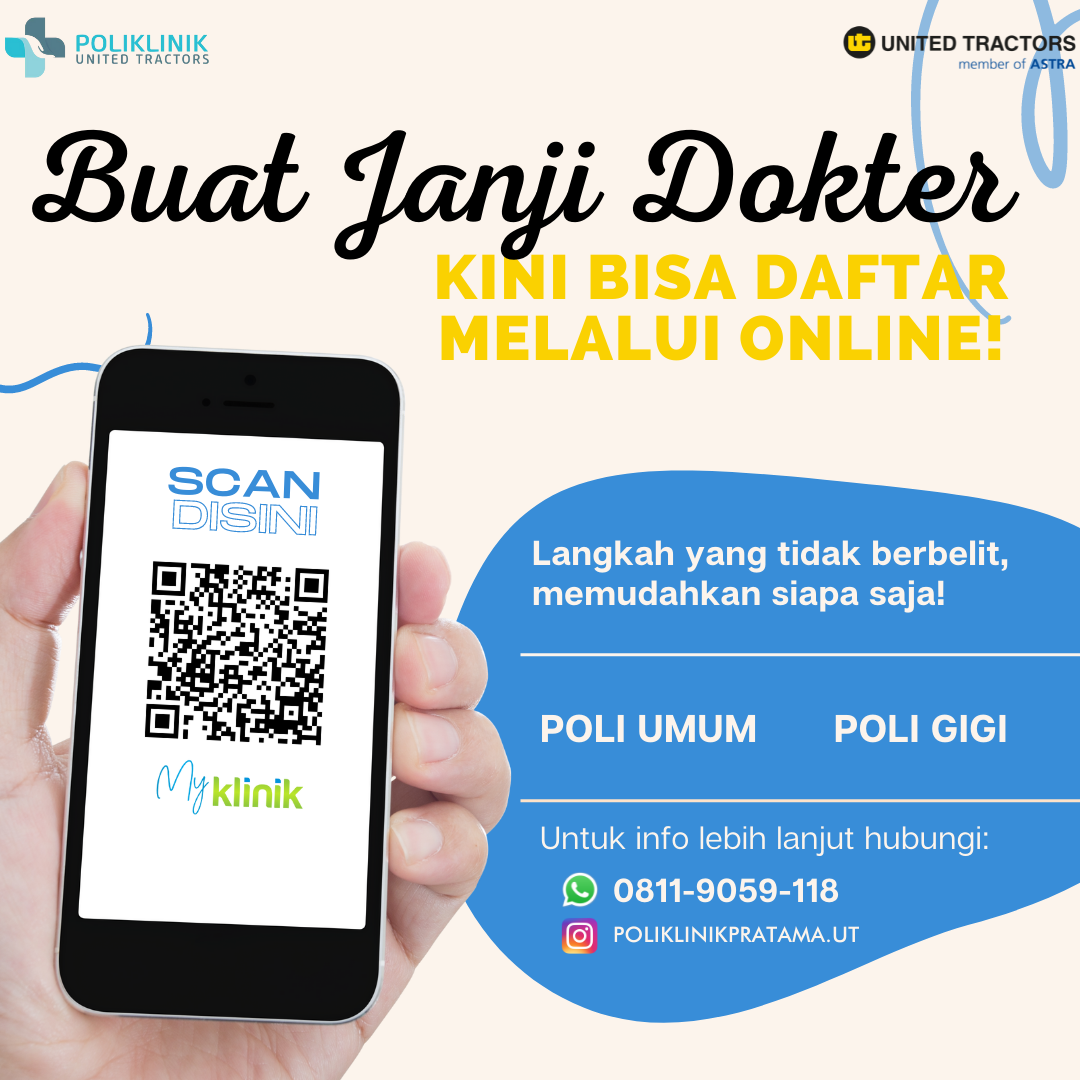 POLIKLINIK
UNITED TRACTORS
UT UNITED TRACTORS
member of ASTRA
Buat Janji Dokter
KINI BISA DAFTAR
MELALUI ONLINE!
SCAN
DISINI
My klinik
Langkah yang tidak berbelit,
memudahkan siapa saja!
POLI UMUM POLI GIGI
Untuk info lebih lanjut hubungi:
0811-9059-118
POLIKLINIKPRATAMA.UT